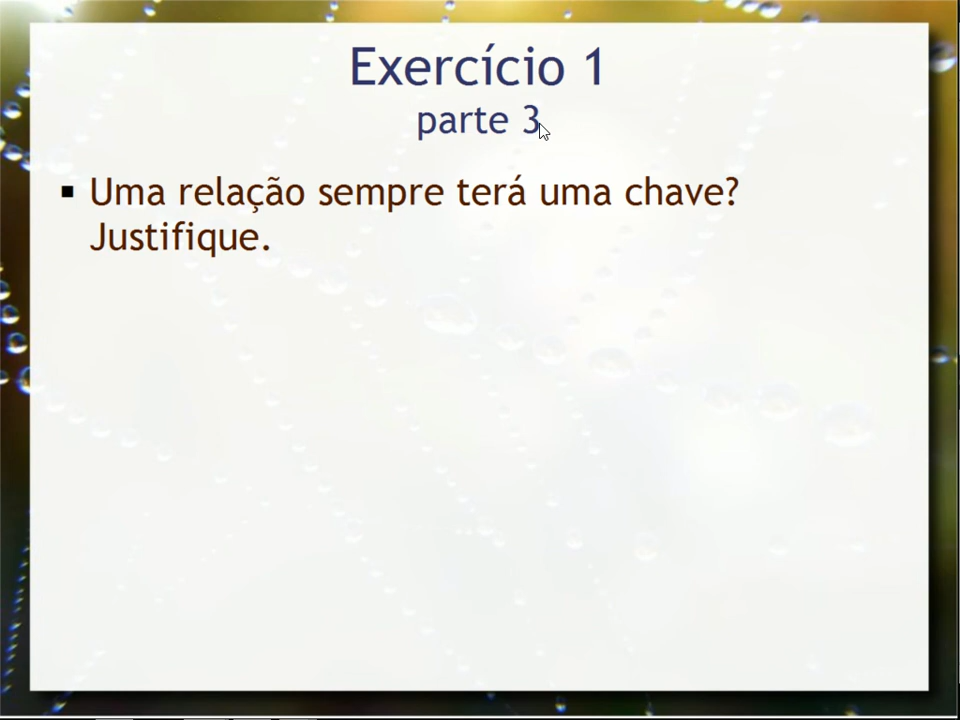 Exercício 1
parte 3
Uma relação sempre terá uma chave?
Justifique.